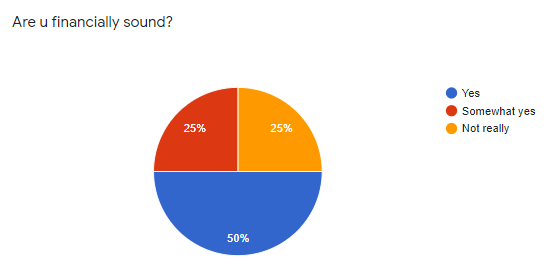 Are u financially sound?
Yes
Somewhat yes
Not really
25%
25%
50%